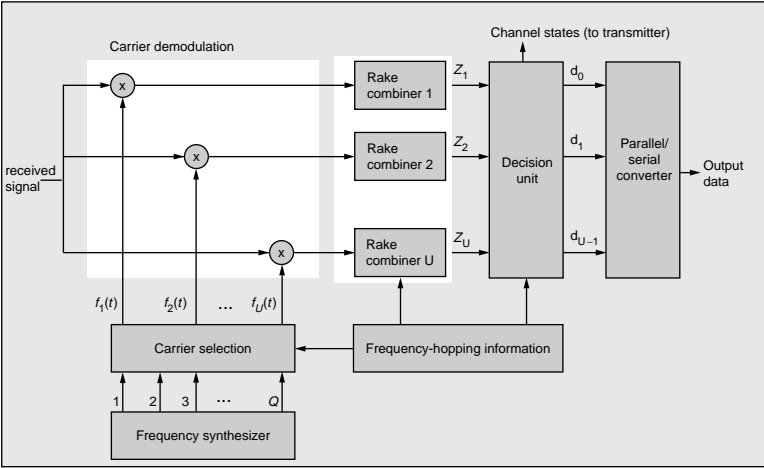 Channel states (to transmitter)
Carrier demodulation
x
Rake
combiner 1
Z1
d0
x
Rake
combiner 2
Z2
Decision
unit
d1
Parallel/
serial
converter
received
signal
Output
data
x
Rake
combiner U
ZU
dU−1
f1(t)
f2(t)
...
fU(t)
Carrier selection
Frequency-hopping information
1
2
3
...
Q
Frequency synthesizer